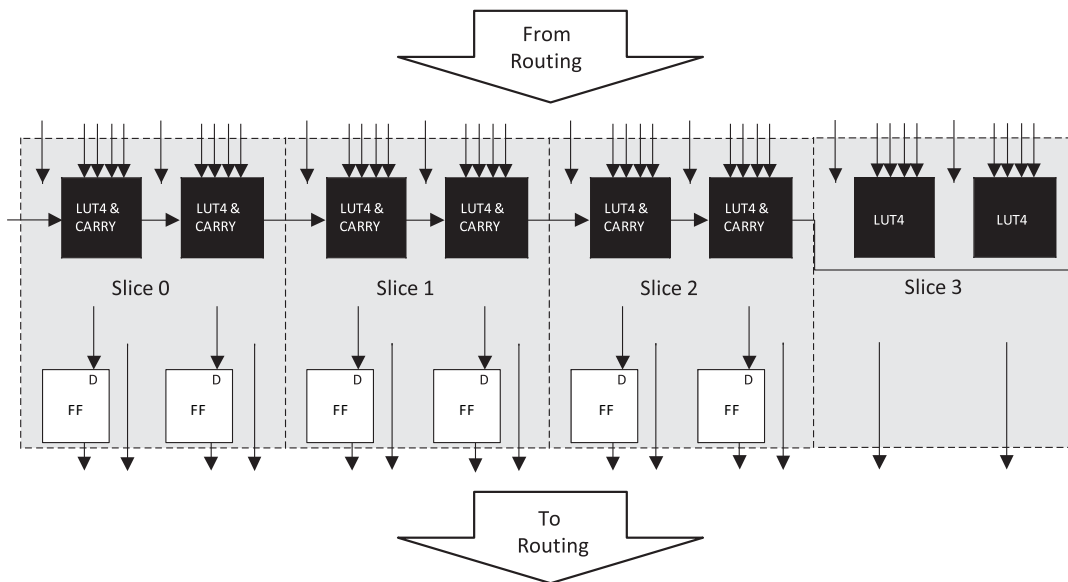 From
Routing
LUT4 &
CARRY
LUT4 &
CARRY
LUT4 &
CARRY
LUT4 &
CARRY
LUT4 &
CARRY
LUT4 &
CARRY
LUT4
LUT4
Slice 0
Slice 1
Slice 2
Slice 3
D
FF
D
FF
D
FF
D
FF
D
FF
D
FF
To
Routing